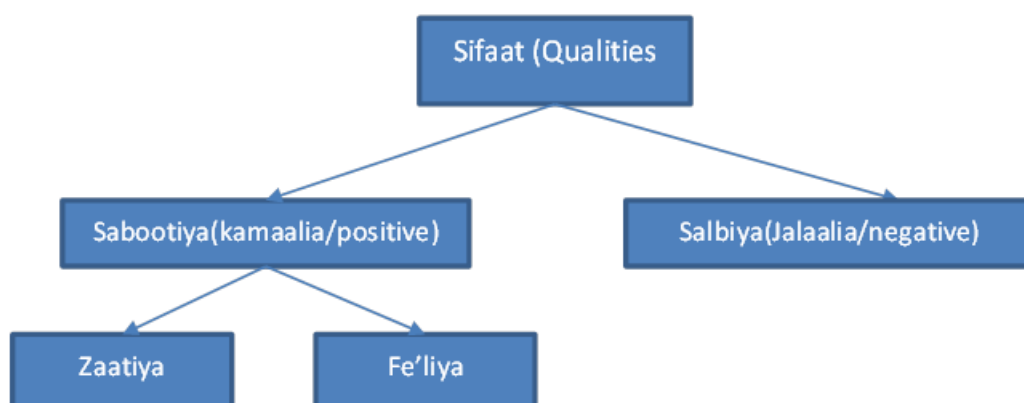 Sifaat (Qualities
Sabootiya(kamaalia/positive)
Salbiya(Jalaalia/negative)
Zaatiya
Fe’liya